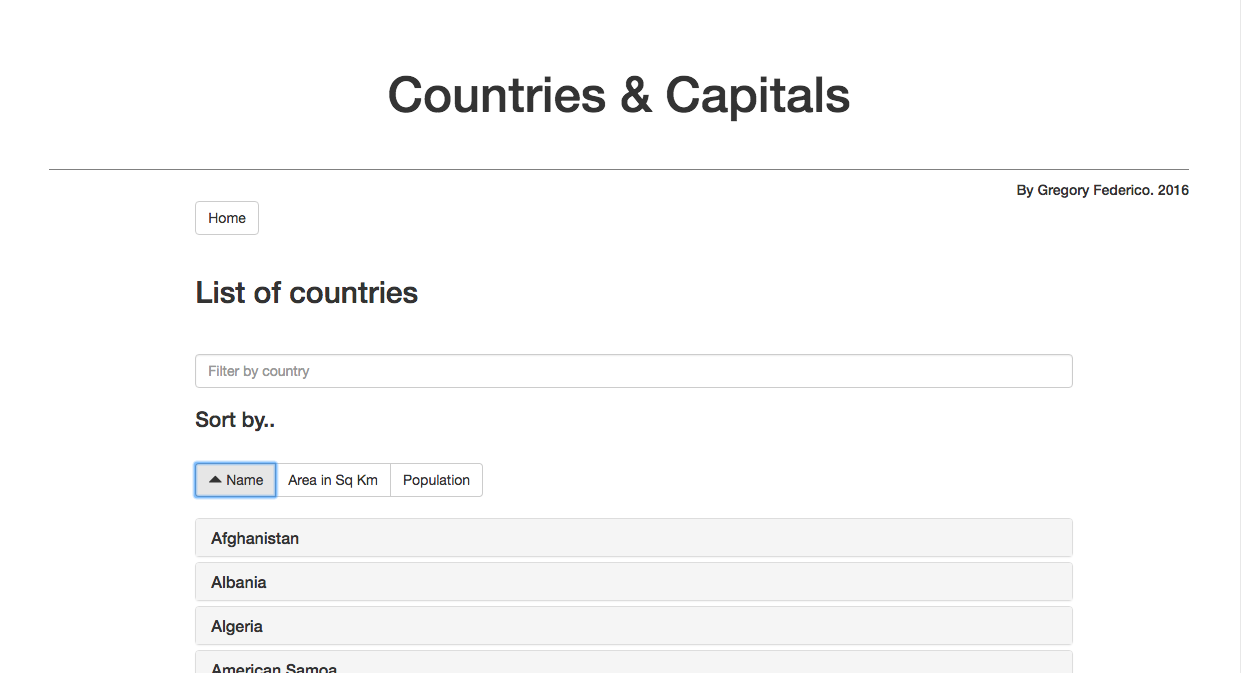 Countries & Capitals
By Gregory Federico. 2016
Home
List of countries
Filter by country
Sort by..
Name Area in Sq Km Population
Afghanistan
Albania
Algeria
American Samoa